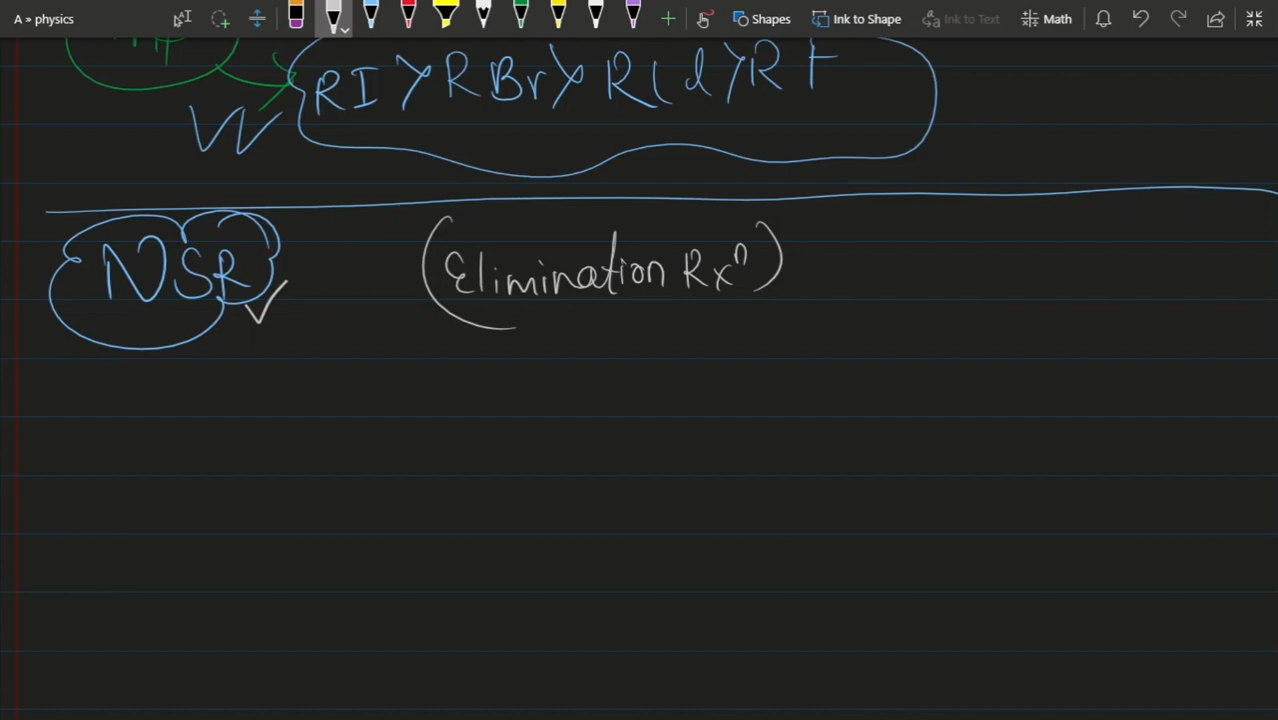 A » physics
Shapes
Ink to Shape
Ink to Text
Math
RI > RBr > RCl > RF
NSR
(Elimination Rxⁿ)